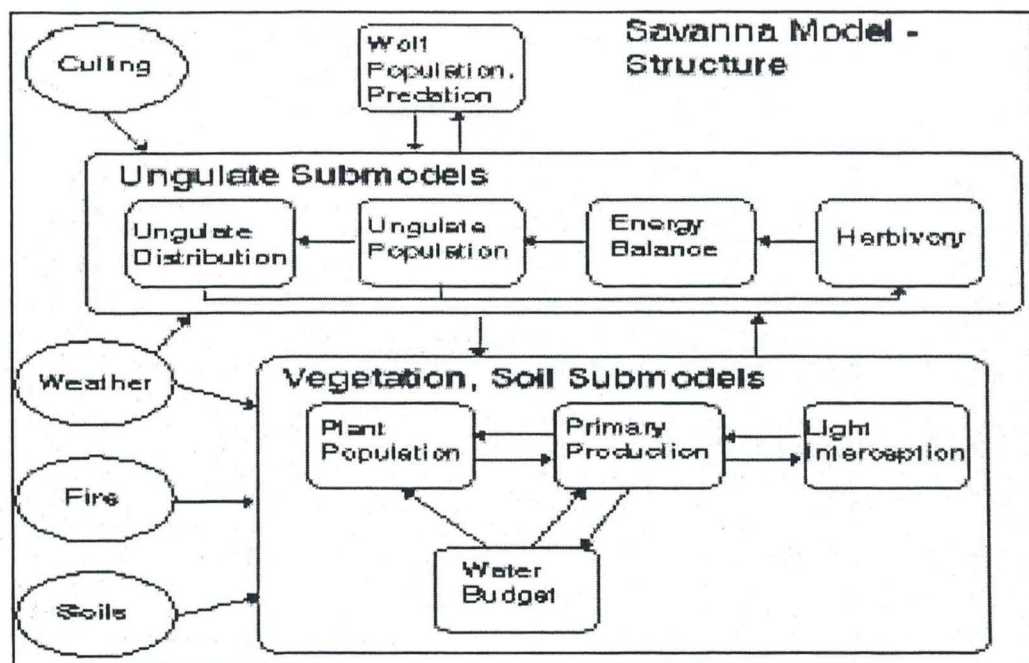 Savanna Model -
Structure
Culling
Wolf
Population,
Predation
Ungulate Submodels
Ungulate
Distribution
Ungulate
Population
Energy
Balance
Herbivory
Weather
Vegetation, Soil Submodels
Plant
Population
Primary
Production
Light
Interception
Fire
Water
Budget
Soils